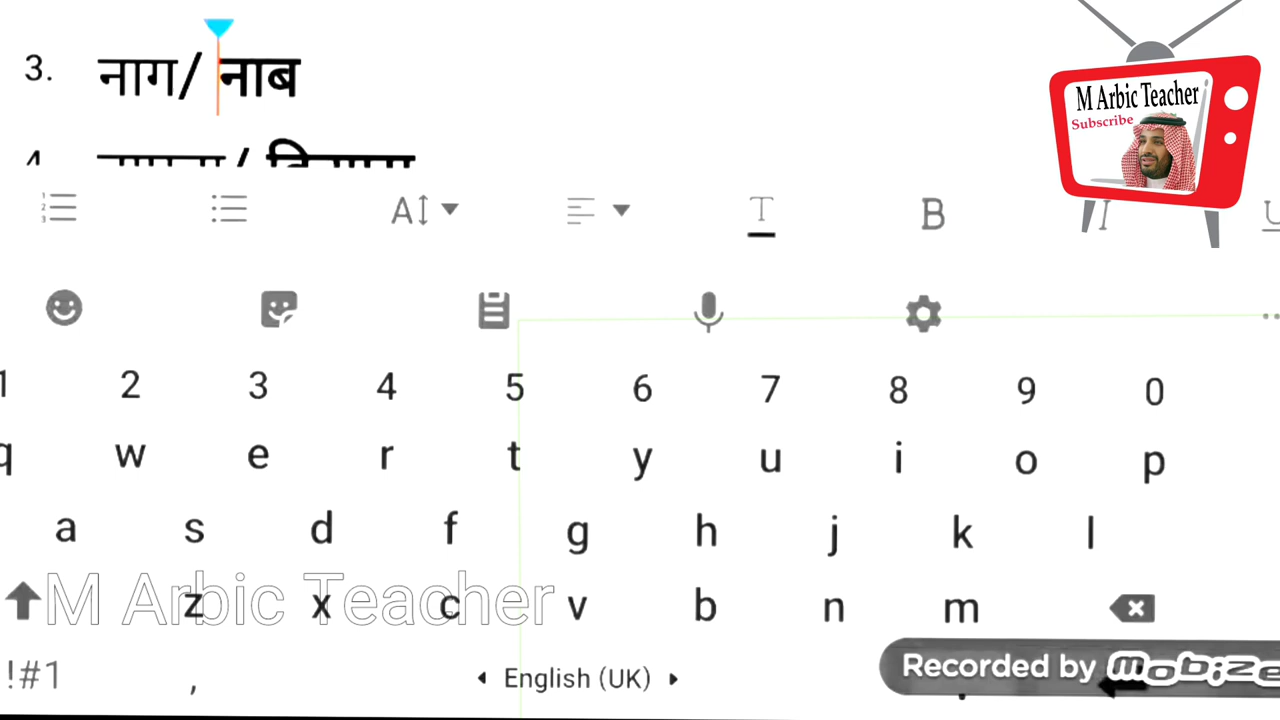 3. नाग/ नाब
M Arbic Teacher
Subscribe
A
T
B
I
U
1 2 3 4 5 6 7 8 9 0
q w e r t y u i o p
a s d f g h j k l
z x c v b n m
M Arbic Teacher
!#1 , English (UK) .
Recorded by mobize